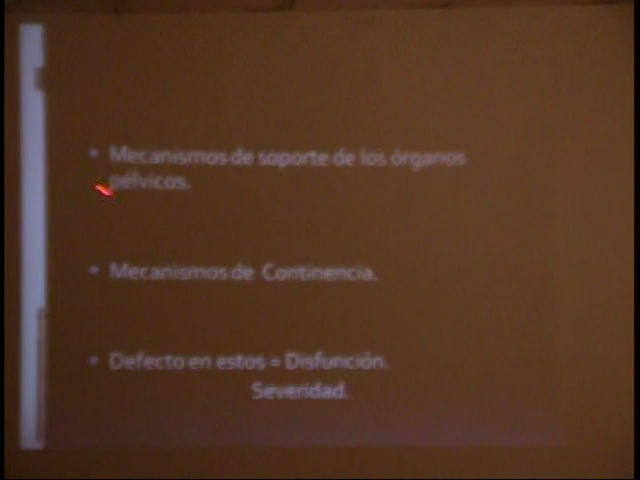 Mecanismos de soporte de los órganos
pélvicos.
Mecanismos de Continencia.
Defecto en estos = Disfunción.
Severidad.